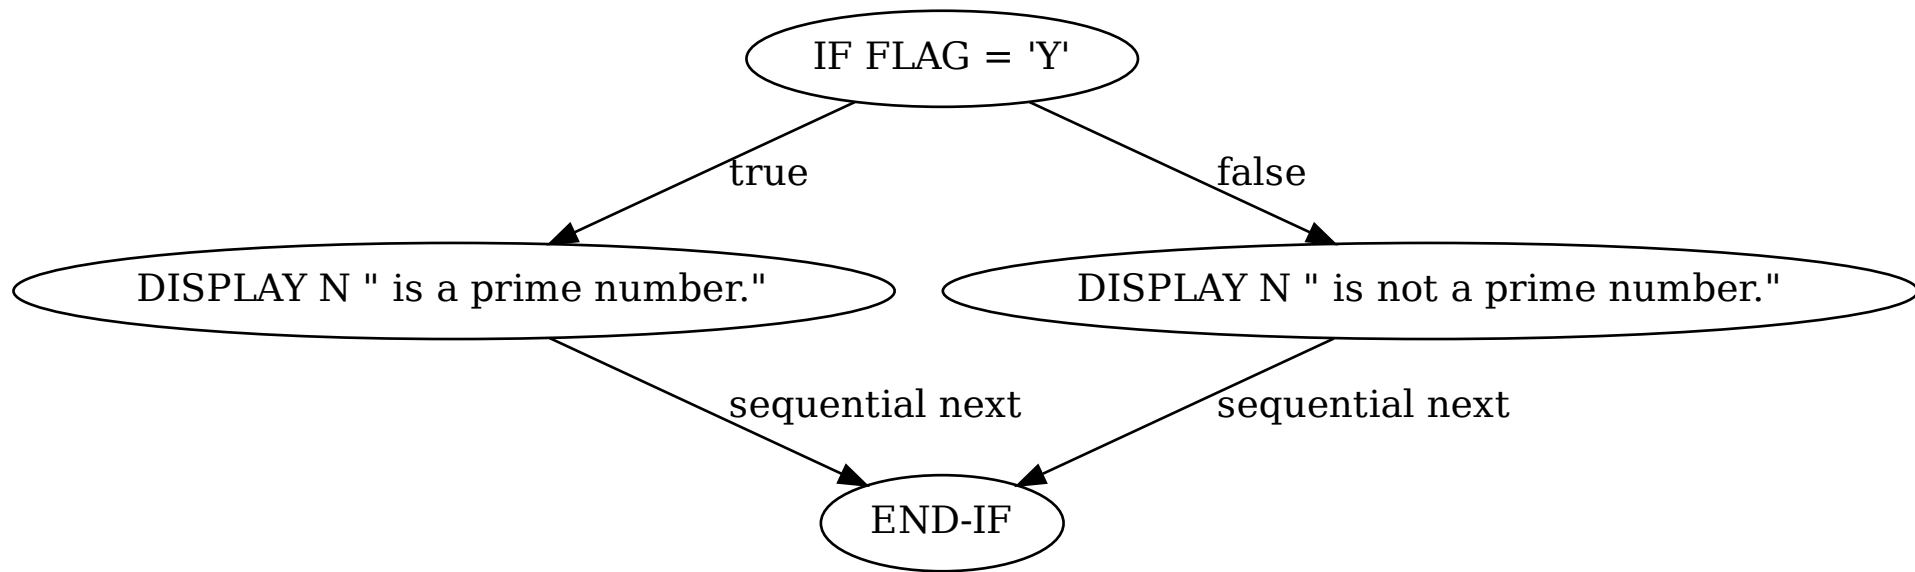 IF FLAG = 'Y'
true
false
DISPLAY N " is a prime number."
DISPLAY N " is not a prime number."
sequential next
sequential next
END-IF